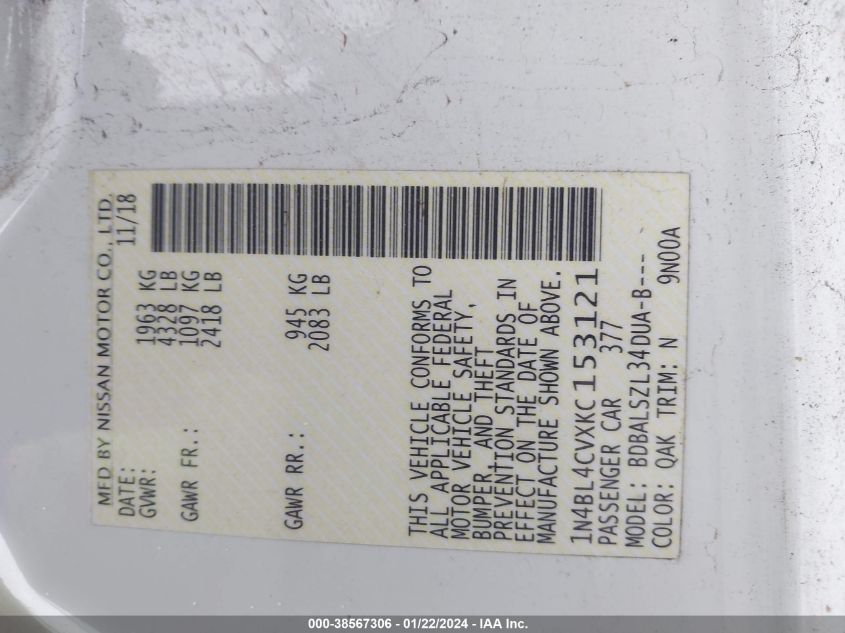 MFD BY NISSAN MOTOR CO., LTD.
DATE: 11/18
GVWR: 1963 KG
4328 LB
GAWR FR.: 1097 KG
2418 LB
GAWR RR.: 945 KG
2083 LB
THIS VEHICLE CONFORMS TO
ALL APPLICABLE FEDERAL
MOTOR VEHICLE SAFETY,
BUMPER, AND THEFT
PREVENTION STANDARDS IN
EFFECT ON THE DATE OF
MANUFACTURE SHOWN ABOVE.
1N4BL4CVXKC153121
PASSENGER CAR 377
MODEL: BDBALSZL34DUA-B---
COLOR: QAK TRIM: N 9N00A
000-38567306 - 01/22/2024 - IAA Inc.